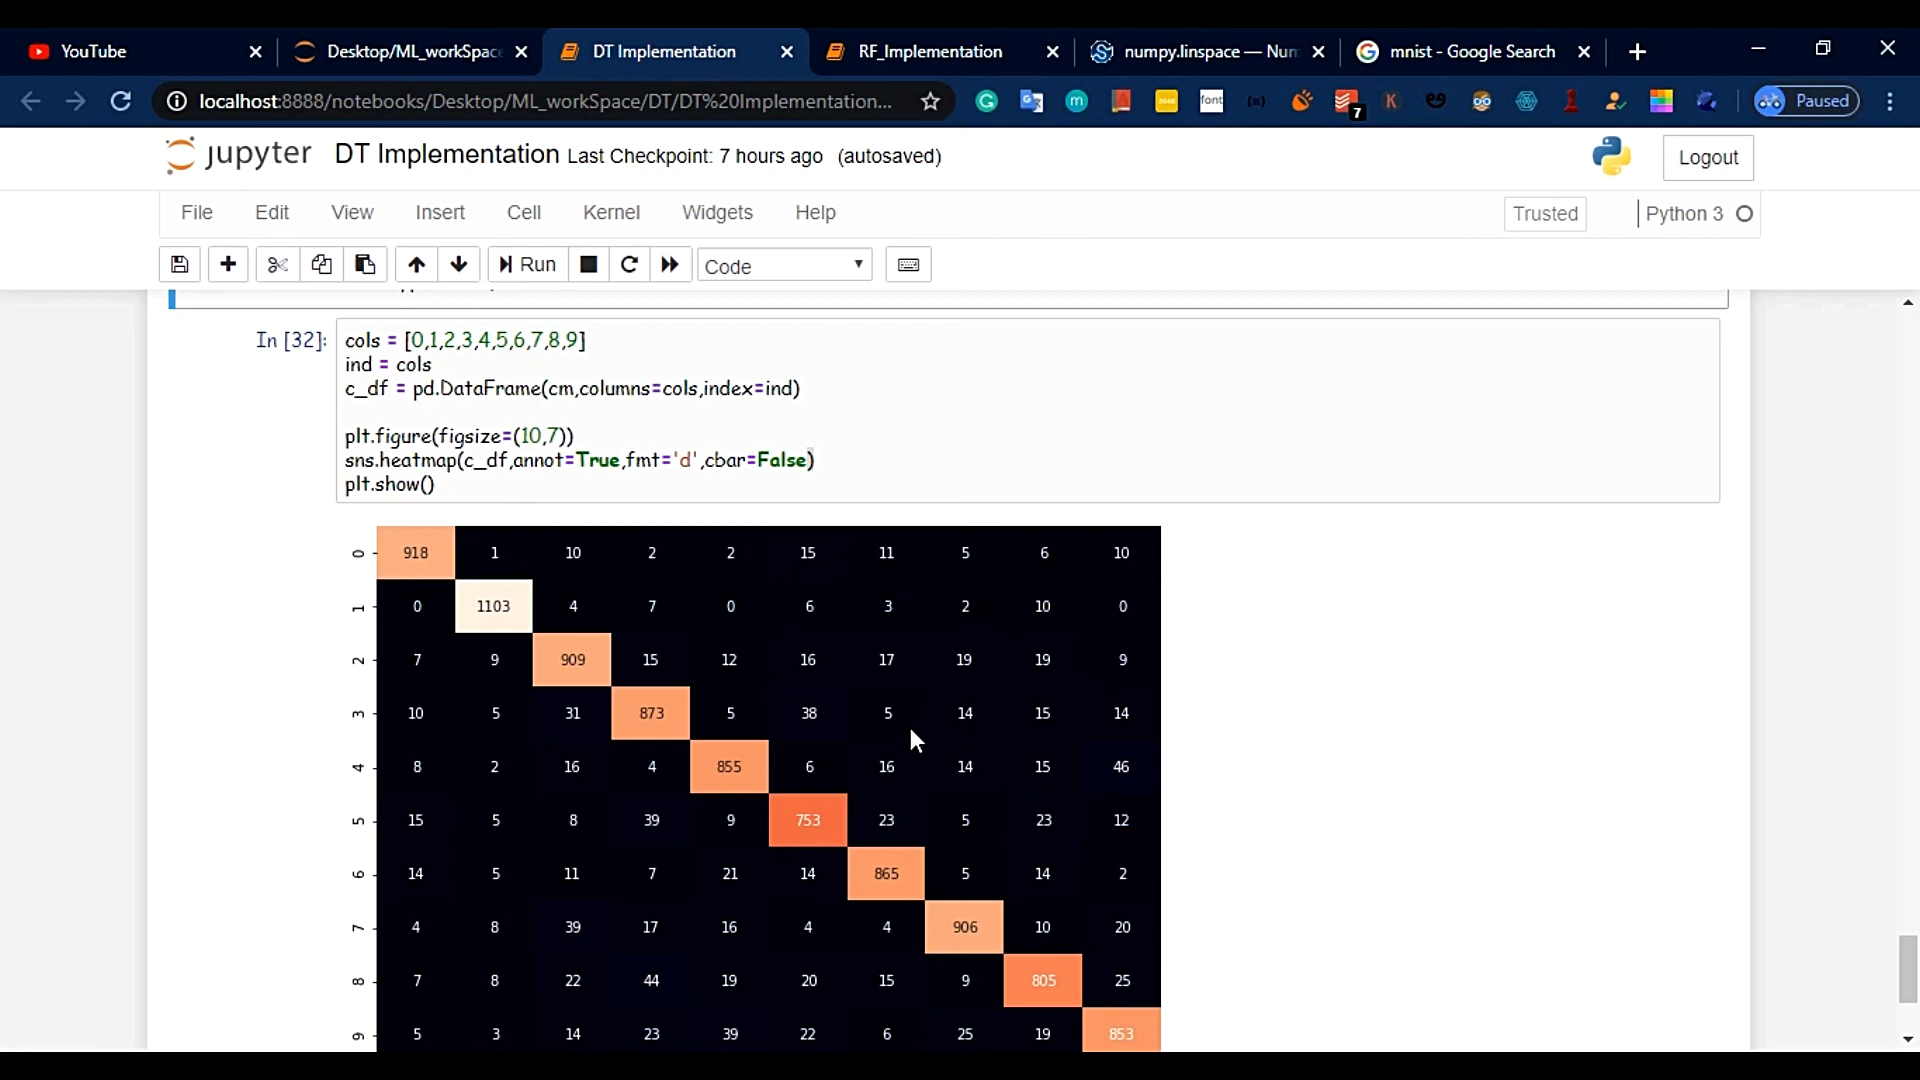 YouTube
Desktop/ML_workSpace
DT Implementation
RF_Implementation
numpy.linspace — Num
mnist - Google Search
localhost:8888/notebooks/Desktop/ML_workSpace/DT/DT%20Implementation...
font
7
Paused
jupyter DT Implementation Last Checkpoint: 7 hours ago (autosaved)
Logout
File Edit View Insert Cell Kernel Widgets Help
Trusted
Python 3
Run
Code
In [32]:
cols = [0,1,2,3,4,5,6,7,8,9]
ind = cols
c_df = pd.DataFrame(cm,columns=cols,index=ind)
plt.figure(figsize=(10,7))
sns.heatmap(c_df,annot=True,fmt='d',cbar=False)
plt.show()
0 918 1 10 2 2 15 11 5 6 10
1 0 1103 4 7 0 6 3 2 10 0
2 7 9 909 15 12 16 17 19 19 9
3 10 5 31 873 5 38 5 14 15 14
4 8 2 16 4 855 6 16 14 15 46
5 15 5 8 39 9 753 23 5 23 12
6 14 5 11 7 21 14 865 5 14 2
7 4 8 39 17 16 4 4 906 10 20
8 7 8 22 44 19 20 15 9 805 25
9 5 3 14 23 39 22 6 25 19 853